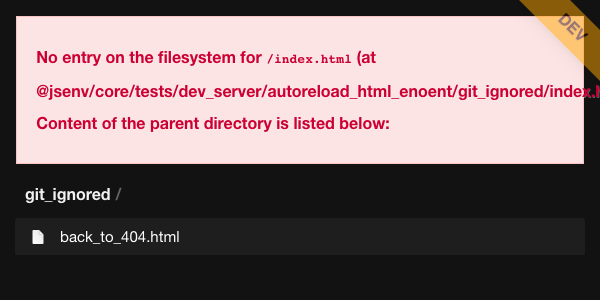 DEV
No entry on the filesystem for /index.html (at
@jsenv/core/tests/dev_server/autoreload_html_enoent/git_ignored/index.
Content of the parent directory is listed below:
git_ignored /
back_to_404.html